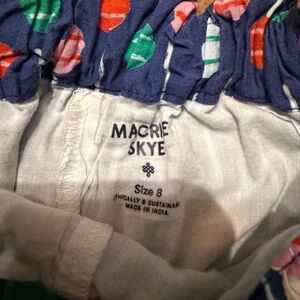 MACRIE
SKYE
Size 8
ETHICALLY & SUSTAINABLY
MADE IN INDIA